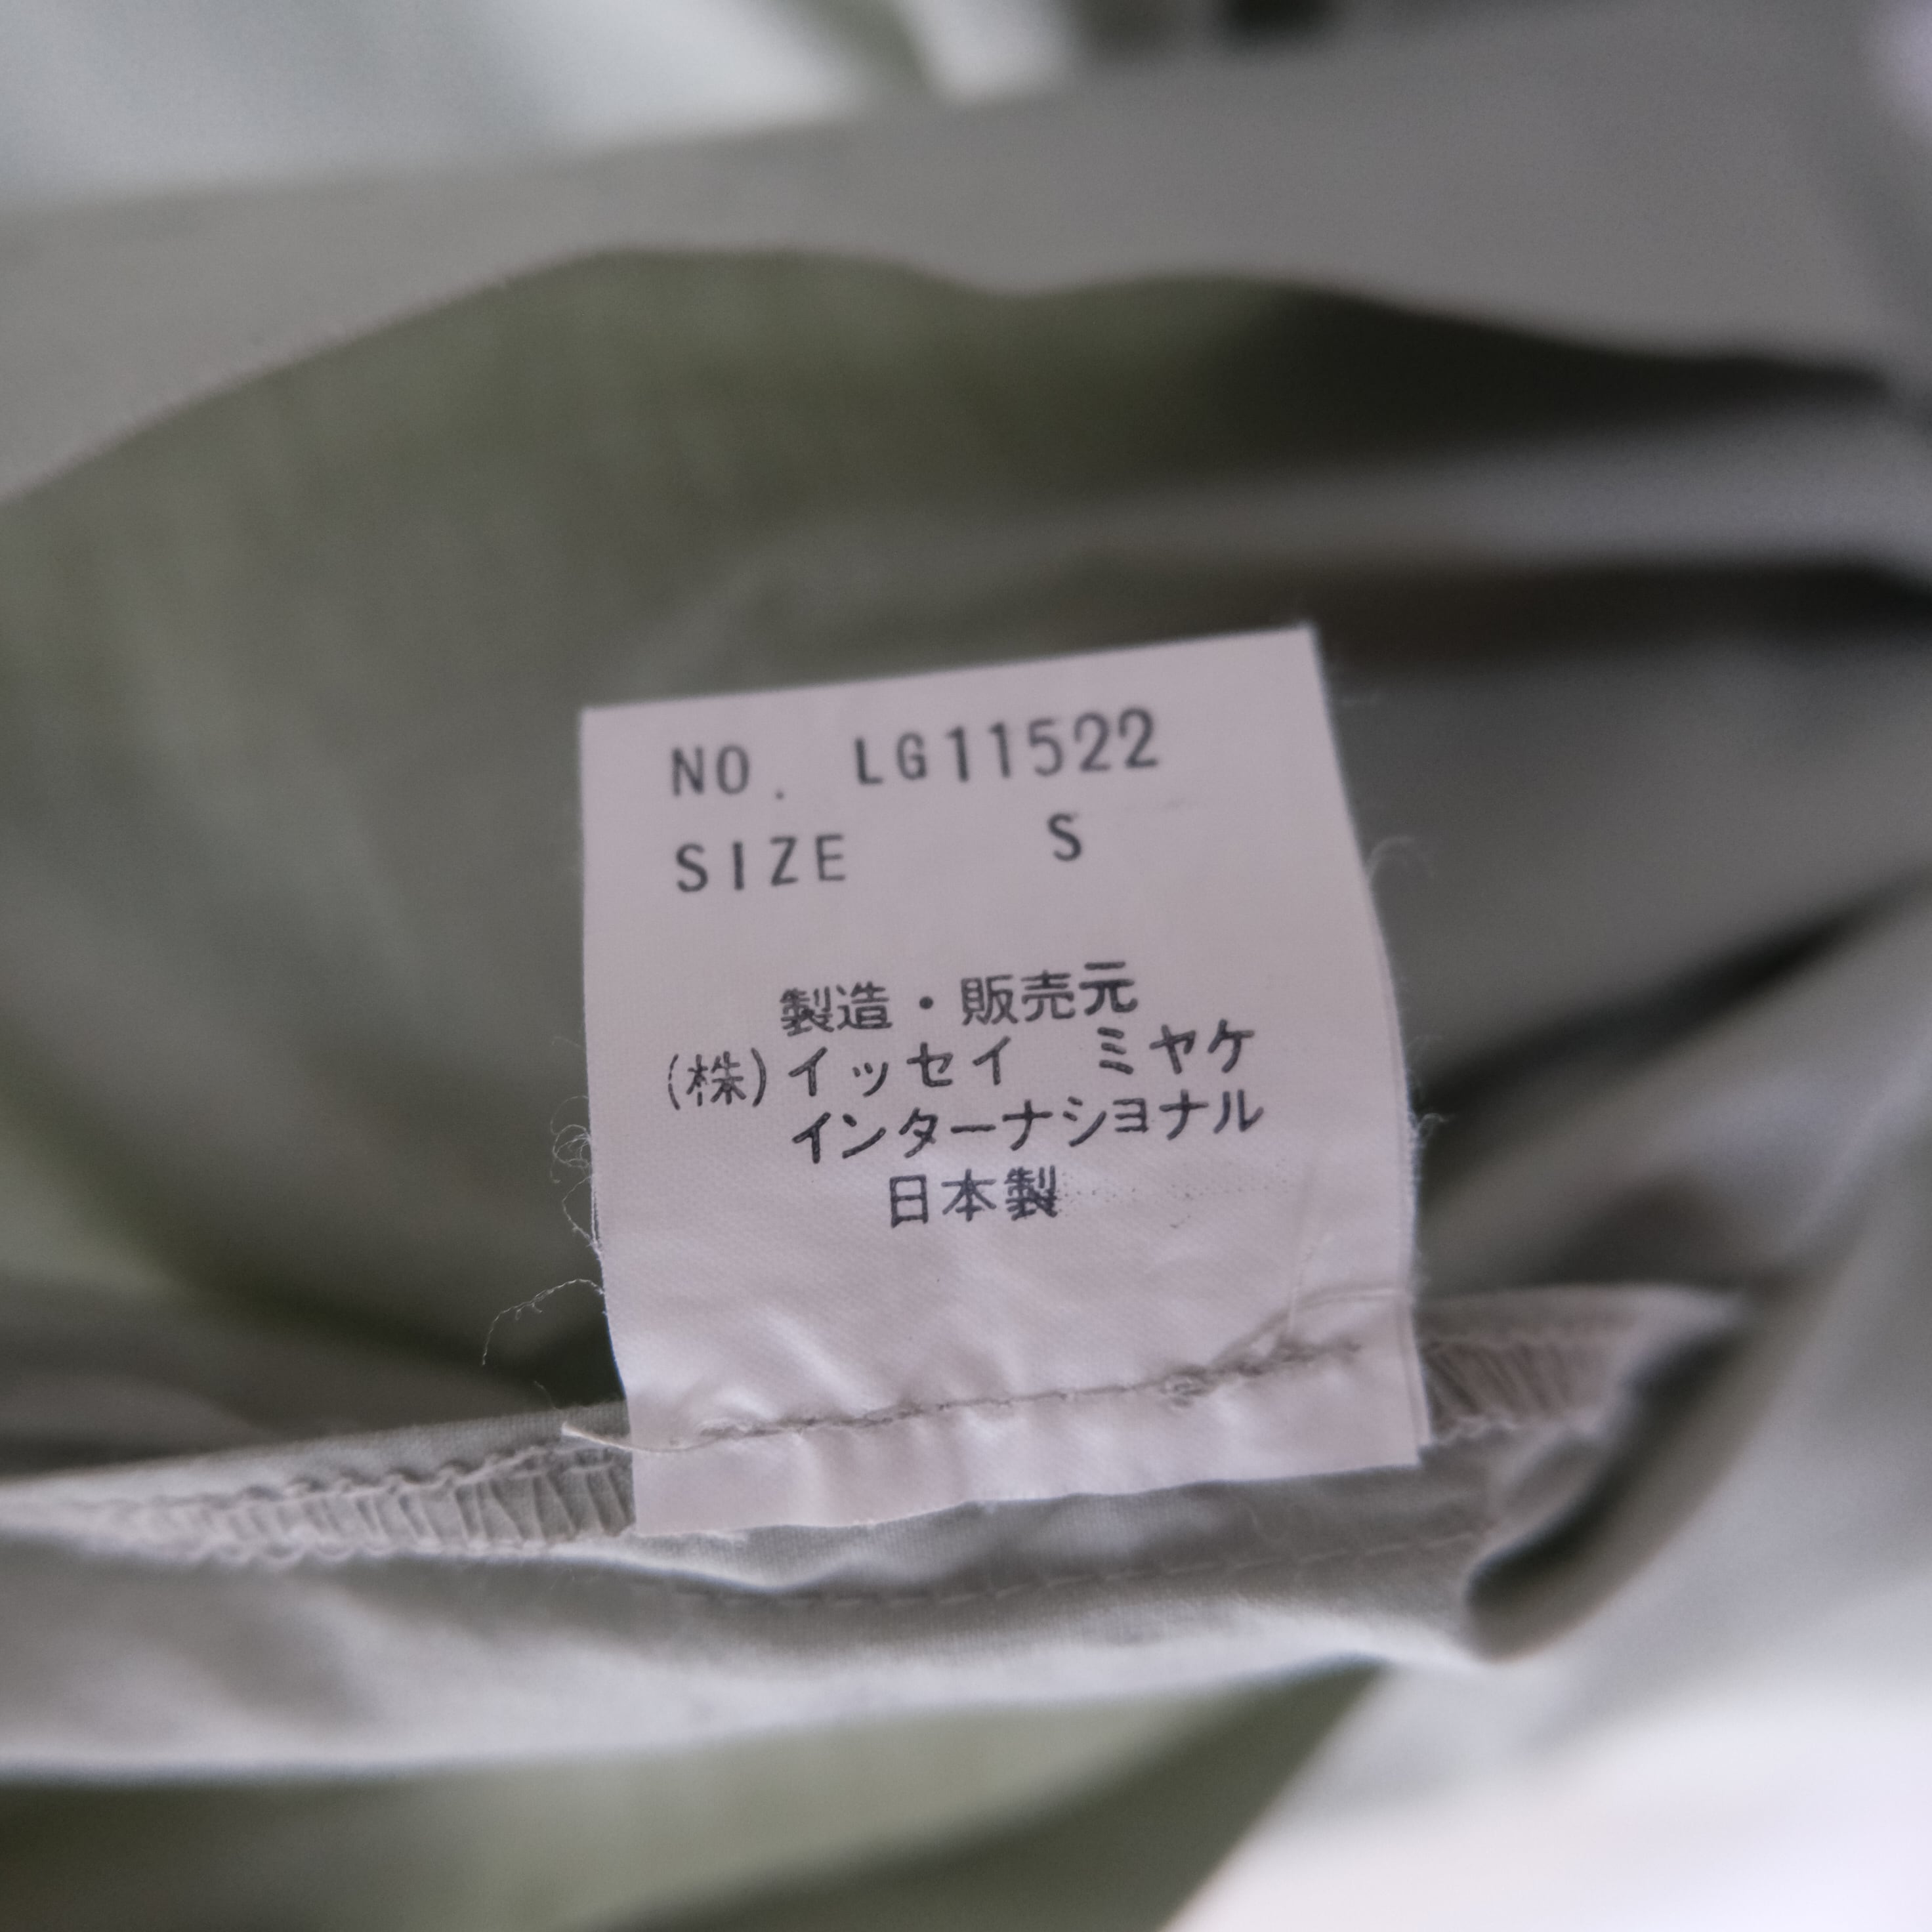 NO. LG11522
SIZE S
製造・販売元
(株)イッセイ ミヤケ
インターナシヨナル
日本製